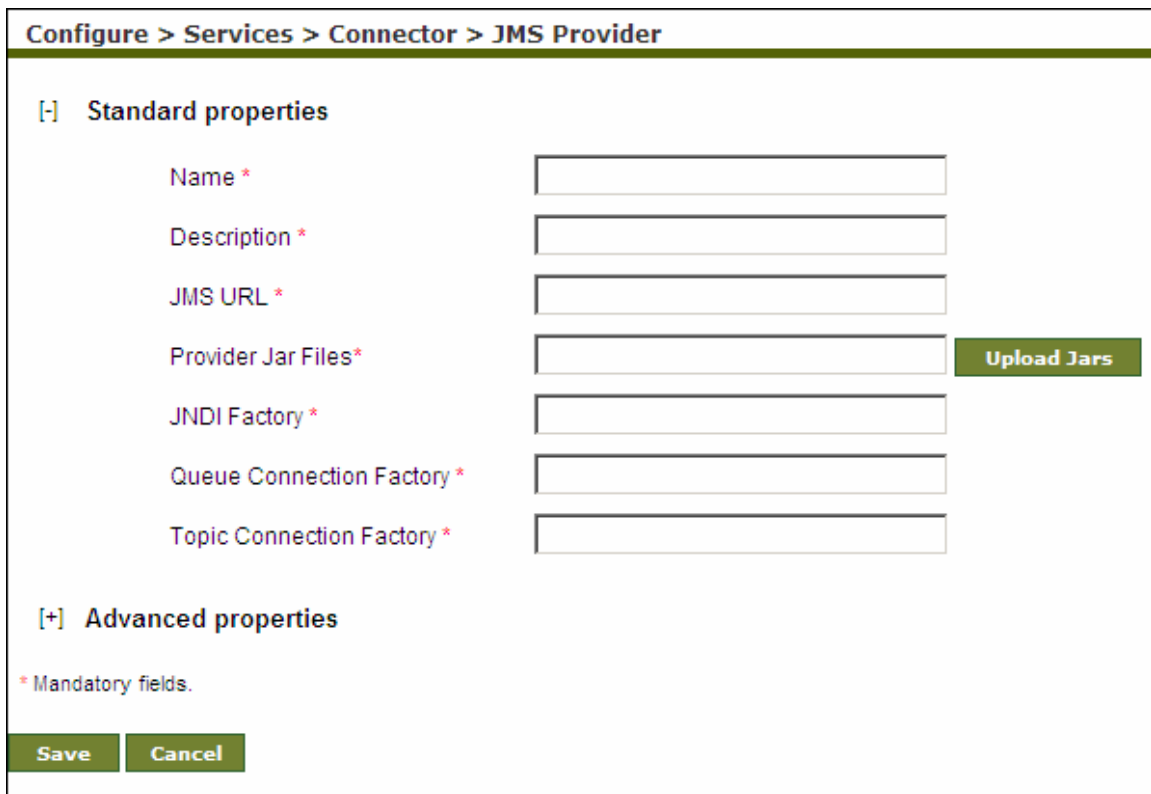 Configure > Services > Connector > JMS Provider
[-] Standard properties
Name *
Description *
JMS URL *
Provider Jar Files* Upload Jars
JNDI Factory *
Queue Connection Factory *
Topic Connection Factory *
[+] Advanced properties
* Mandatory fields.
Save Cancel